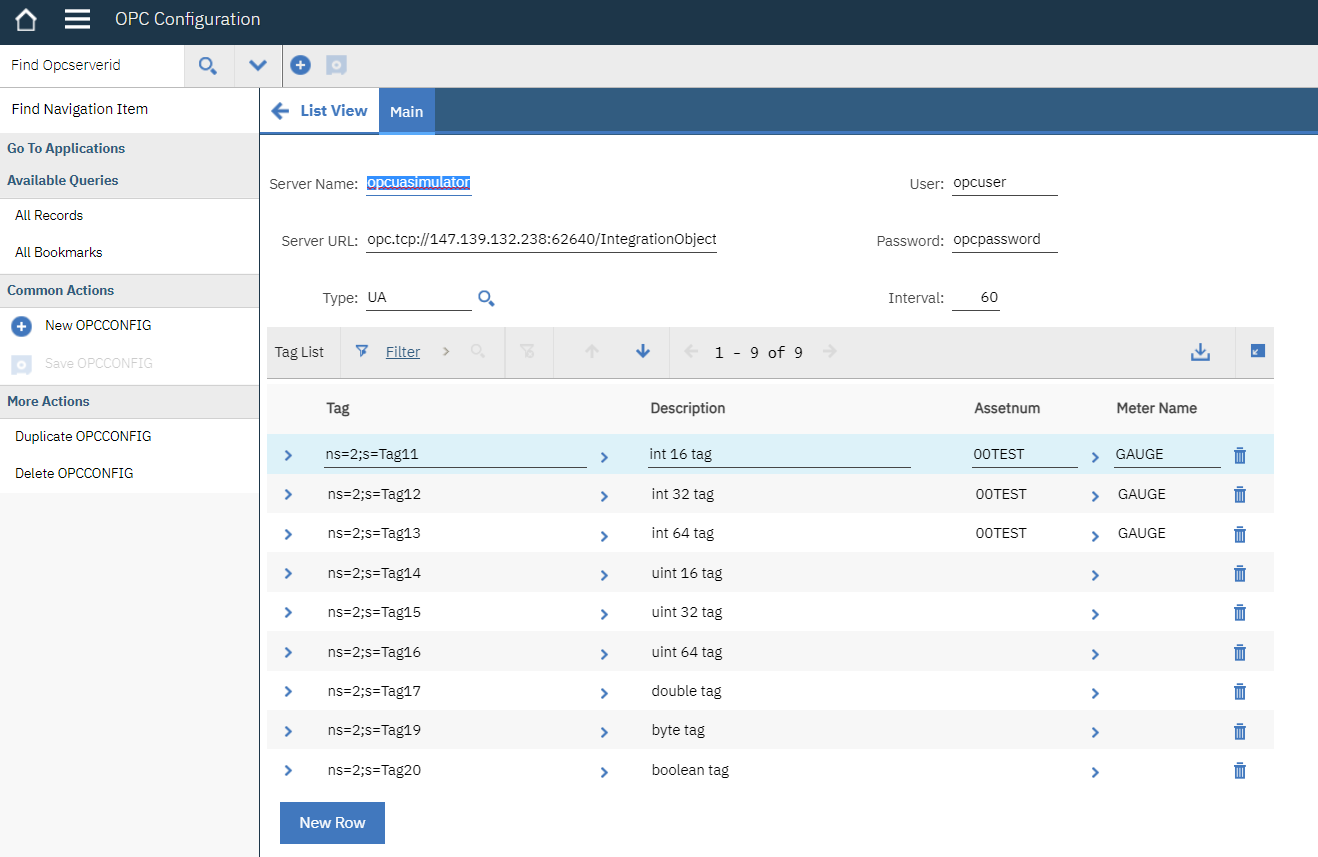 OPC Configuration
Find Opcserverid
Find Navigation Item
Go To Applications
Available Queries
All Records
All Bookmarks
Common Actions
New OPCCONFIG
Save OPCCONFIG
More Actions
Duplicate OPCCONFIG
Delete OPCCONFIG
List View Main
Server Name: opcuasimulator User: opcuser
Server URL: opc.tcp://147.139.132.238:62640/IntegrationObject Password: opcpassword
Type: UA Interval: 60
Tag List Filter 1 - 9 of 9
Tag Description Assetnum Meter Name
ns=2;s=Tag11 int 16 tag 00TEST GAUGE
ns=2;s=Tag12 int 32 tag 00TEST GAUGE
ns=2;s=Tag13 int 64 tag 00TEST GAUGE
ns=2;s=Tag14 uint 16 tag
ns=2;s=Tag15 uint 32 tag
ns=2;s=Tag16 uint 64 tag
ns=2;s=Tag17 double tag
ns=2;s=Tag19 byte tag
ns=2;s=Tag20 boolean tag
New Row